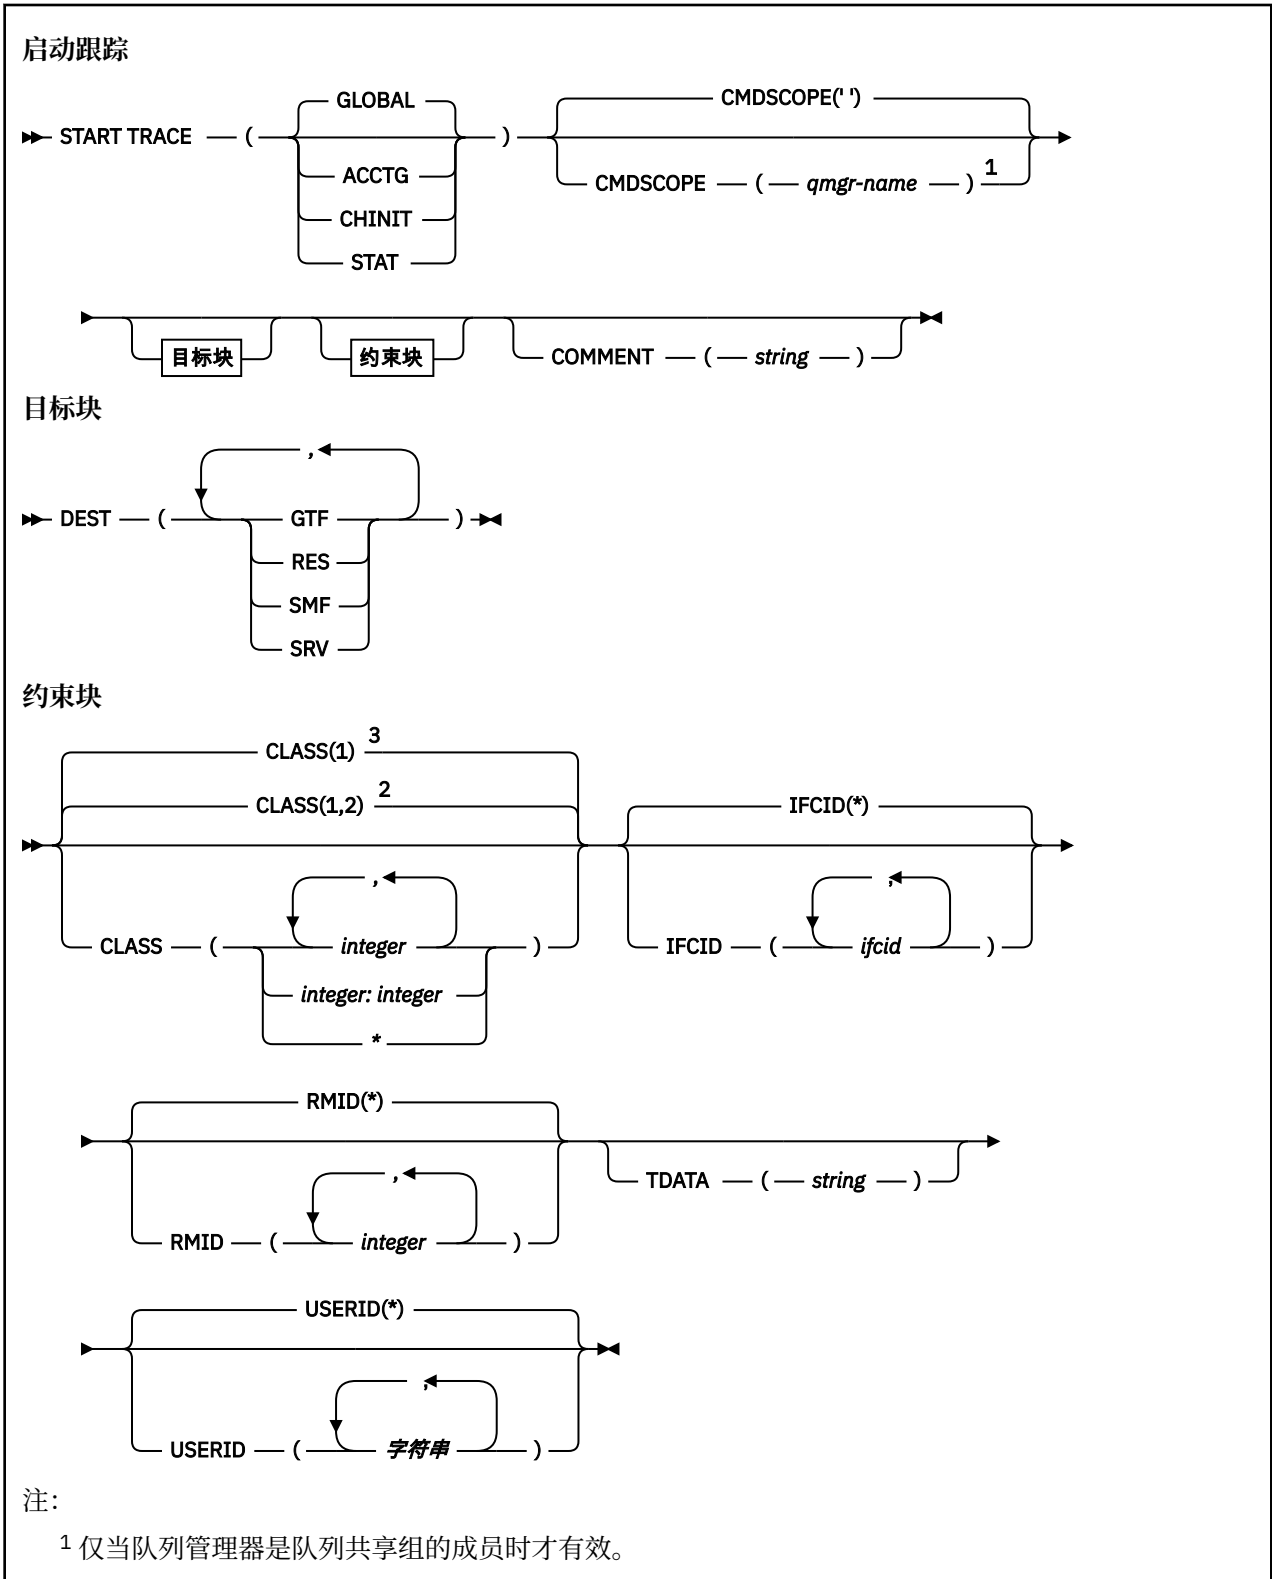 启动跟踪
GLOBAL CMDSCOPE(' ')
START TRACE ( )
ACCTG CMDSCOPE ( qmgr-name ) 1
CHINIT
STAT
目标块 约束块 COMMENT ( string )
目标块
,
DEST ( GTF )
RES
SMF
SRV
约束块
CLASS(1) 3
CLASS(1,2) 2 IFCID(*)
, ,
CLASS ( integer ) IFCID ( ifcid )
integer: integer
*
RMID(*)
, TDATA ( string )
RMID ( integer )
USERID(*)
,
USERID ( 字符串 )
注：
1 仅当队列管理器是队列共享组的成员时才有效。